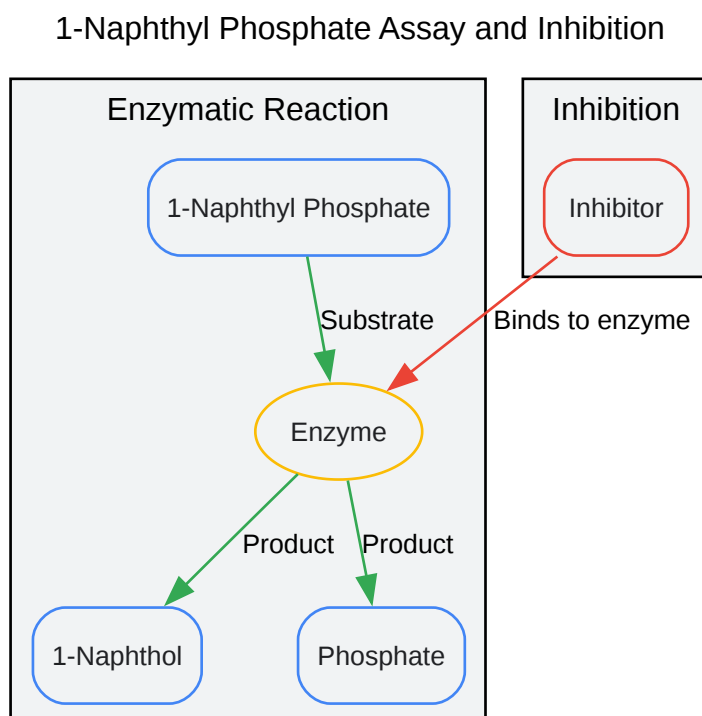 1-Naphthyl Phosphate Assay and Inhibition
Enzymatic Reaction
Inhibition
1-Naphthyl Phosphate
Inhibitor
Substrate
Binds to enzyme
Enzyme
Product
Product
1-Naphthol
Phosphate